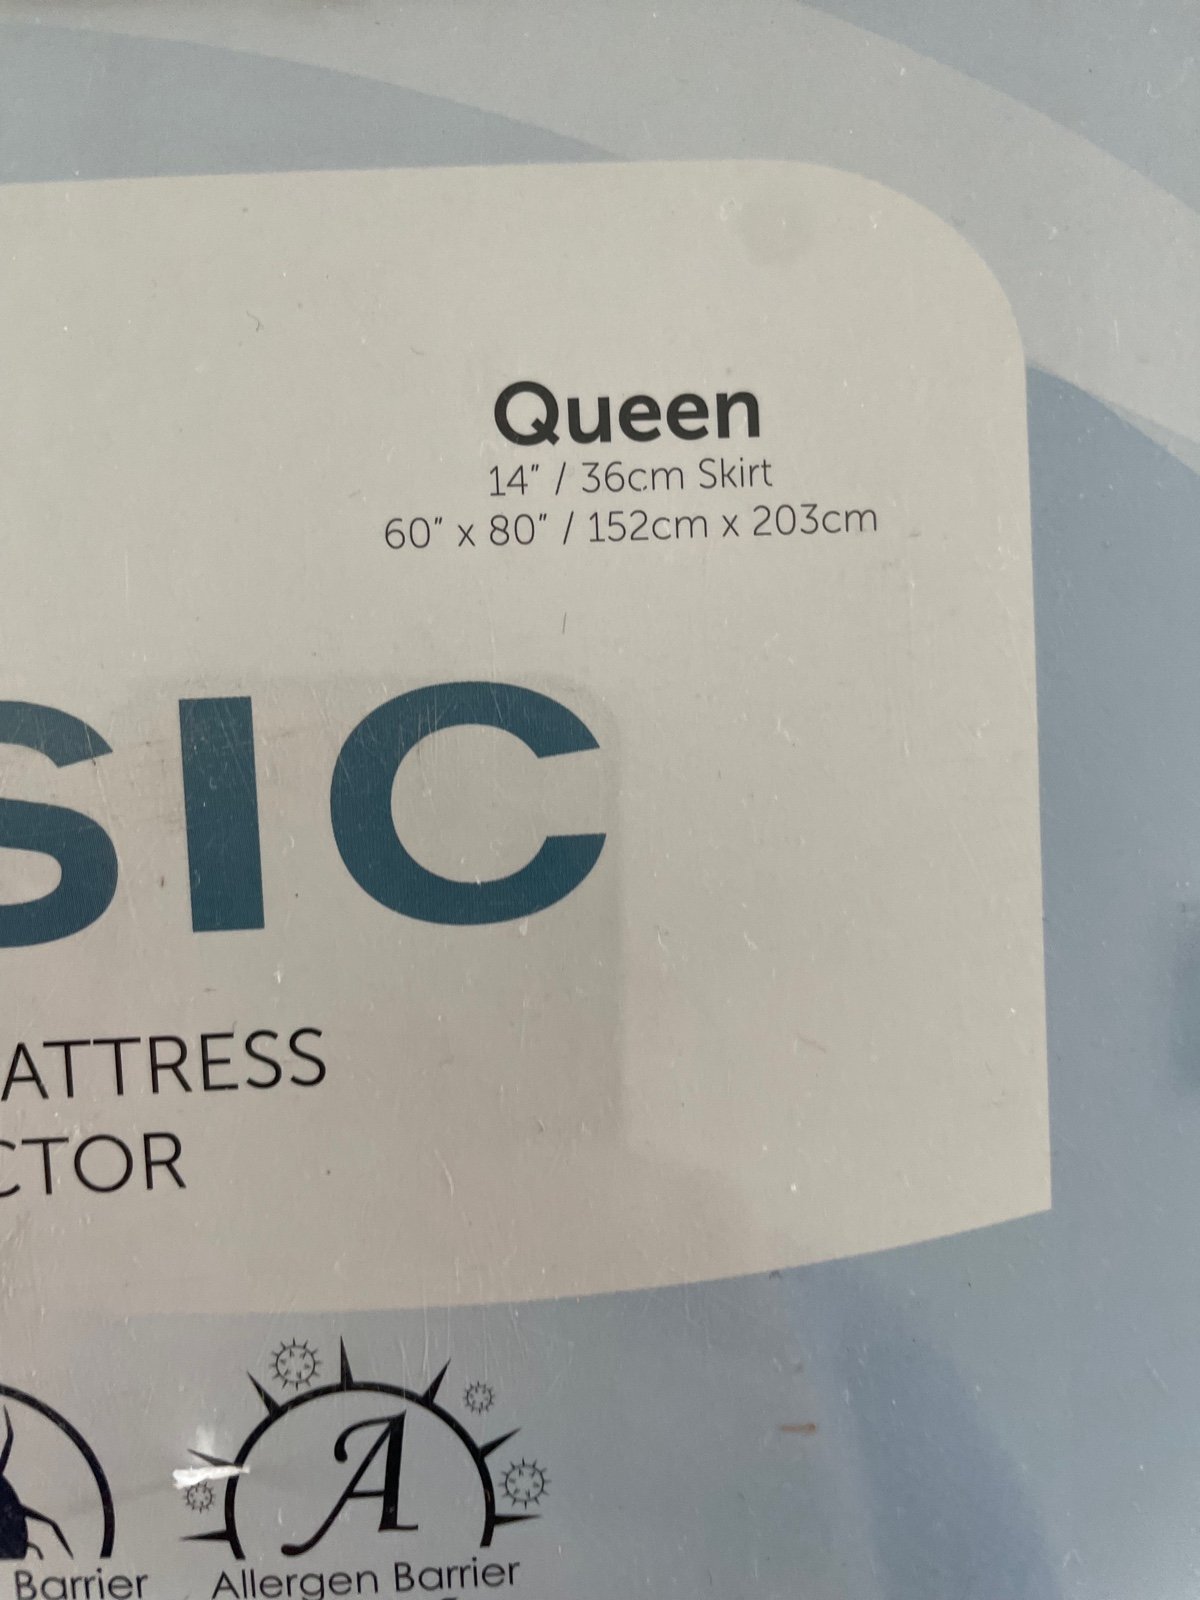 Queen
14" / 36cm Skirt
60" x 80" / 152cm x 203cm
SIC
ATTRESS
CTOR
A
Barrier
Allergen Barrier